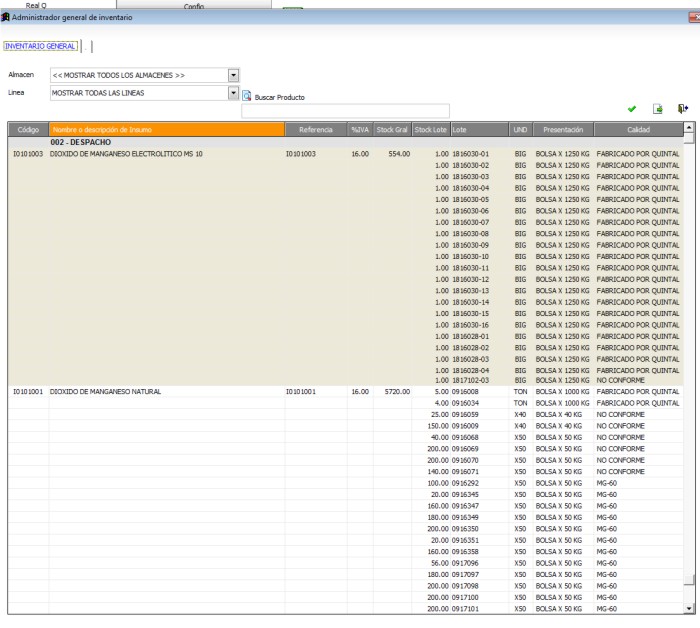 Real Q Config
Administrador general de inventario
INVENTARIO GENERAL .
Almacen << MOSTRAR TODOS LOS ALMACENES >>
Linea MOSTRAR TODAS LAS LINEAS Buscar Producto
Código Nombre o descripción de Insumo Referencia %IVA Stock Gral Stock Lote Lote UND Presentación Calidad
002 - DESPACHO
I0101003 DIOXIDO DE MANGANESO ELECTROLITICO MS 10 I0101003 16.00 554.00 1.00 1816030-01 BIG BOLSA X 1250 KG FABRICADO POR QUINTAL
1.00 1816030-02 BIG BOLSA X 1250 KG FABRICADO POR QUINTAL
1.00 1816030-03 BIG BOLSA X 1250 KG FABRICADO POR QUINTAL
1.00 1816030-04 BIG BOLSA X 1250 KG FABRICADO POR QUINTAL
1.00 1816030-05 BIG BOLSA X 1250 KG FABRICADO POR QUINTAL
1.00 1816030-06 BIG BOLSA X 1250 KG FABRICADO POR QUINTAL
1.00 1816030-07 BIG BOLSA X 1250 KG FABRICADO POR QUINTAL
1.00 1816030-08 BIG BOLSA X 1250 KG FABRICADO POR QUINTAL
1.00 1816030-09 BIG BOLSA X 1250 KG FABRICADO POR QUINTAL
1.00 1816030-10 BIG BOLSA X 1250 KG FABRICADO POR QUINTAL
1.00 1816030-11 BIG BOLSA X 1250 KG FABRICADO POR QUINTAL
1.00 1816030-12 BIG BOLSA X 1250 KG FABRICADO POR QUINTAL
1.00 1816030-13 BIG BOLSA X 1250 KG FABRICADO POR QUINTAL
1.00 1816030-14 BIG BOLSA X 1250 KG FABRICADO POR QUINTAL
1.00 1816030-15 BIG BOLSA X 1250 KG FABRICADO POR QUINTAL
1.00 1816030-16 BIG BOLSA X 1250 KG FABRICADO POR QUINTAL
1.00 1816028-01 BIG BOLSA X 1250 KG FABRICADO POR QUINTAL
1.00 1816028-02 BIG BOLSA X 1250 KG FABRICADO POR QUINTAL
1.00 1816028-03 BIG BOLSA X 1250 KG FABRICADO POR QUINTAL
1.00 1816028-04 BIG BOLSA X 1250 KG FABRICADO POR QUINTAL
1.00 1817102-03 BIG BOLSA X 1250 KG NO CONFORME
I0101001 DIOXIDO DE MANGANESO NATURAL I0101001 16.00 5720.00 5.00 0916008 TON BOLSA X 1000 KG FABRICADO POR QUINTAL
4.00 0916034 TON BOLSA X 1000 KG FABRICADO POR QUINTAL
25.00 0916059 X40 BOLSA X 40 KG NO CONFORME
150.00 0916009 X40 BOLSA X 40 KG NO CONFORME
40.00 0916068 X50 BOLSA X 50 KG NO CONFORME
200.00 0916069 X50 BOLSA X 50 KG NO CONFORME
200.00 0916070 X50 BOLSA X 50 KG NO CONFORME
140.00 0916071 X50 BOLSA X 50 KG NO CONFORME
100.00 0916292 X50 BOLSA X 50 KG MG-60
20.00 0916345 X50 BOLSA X 50 KG MG-60
160.00 0916347 X50 BOLSA X 50 KG MG-60
180.00 0916349 X50 BOLSA X 50 KG MG-60
200.00 0916350 X50 BOLSA X 50 KG MG-60
20.00 0916351 X50 BOLSA X 50 KG MG-60
160.00 0916358 X50 BOLSA X 50 KG MG-60
56.00 0917096 X50 BOLSA X 50 KG MG-60
180.00 0917097 X50 BOLSA X 50 KG MG-60
200.00 0917098 X50 BOLSA X 50 KG MG-60
200.00 0917100 X50 BOLSA X 50 KG MG-60
200.00 0917101 X50 BOLSA X 50 KG MG-60